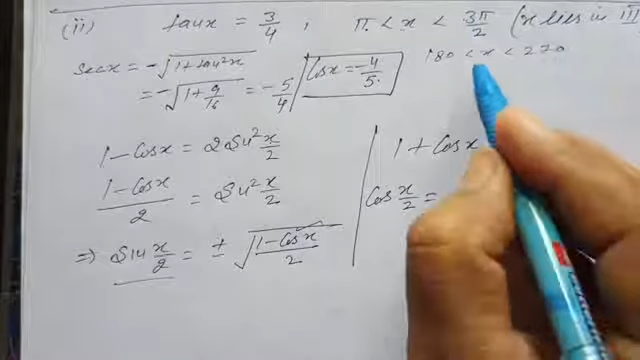 (ii) tan x = 3/4 , π < x < 3π/2 (x lies in III
sec x = -√(1+tan²x)
180 < x < 270
= -√(1+9/16) = -5/4 | Cos x = -4/5.
1 - Cos x = 2 Sin² x/2
1 + Cos x
(1 - Cos x)/2 = Sin² x/2
Cos x/2 =
⇒ Sin x/2 = ± √((1 - Cos x)/2)